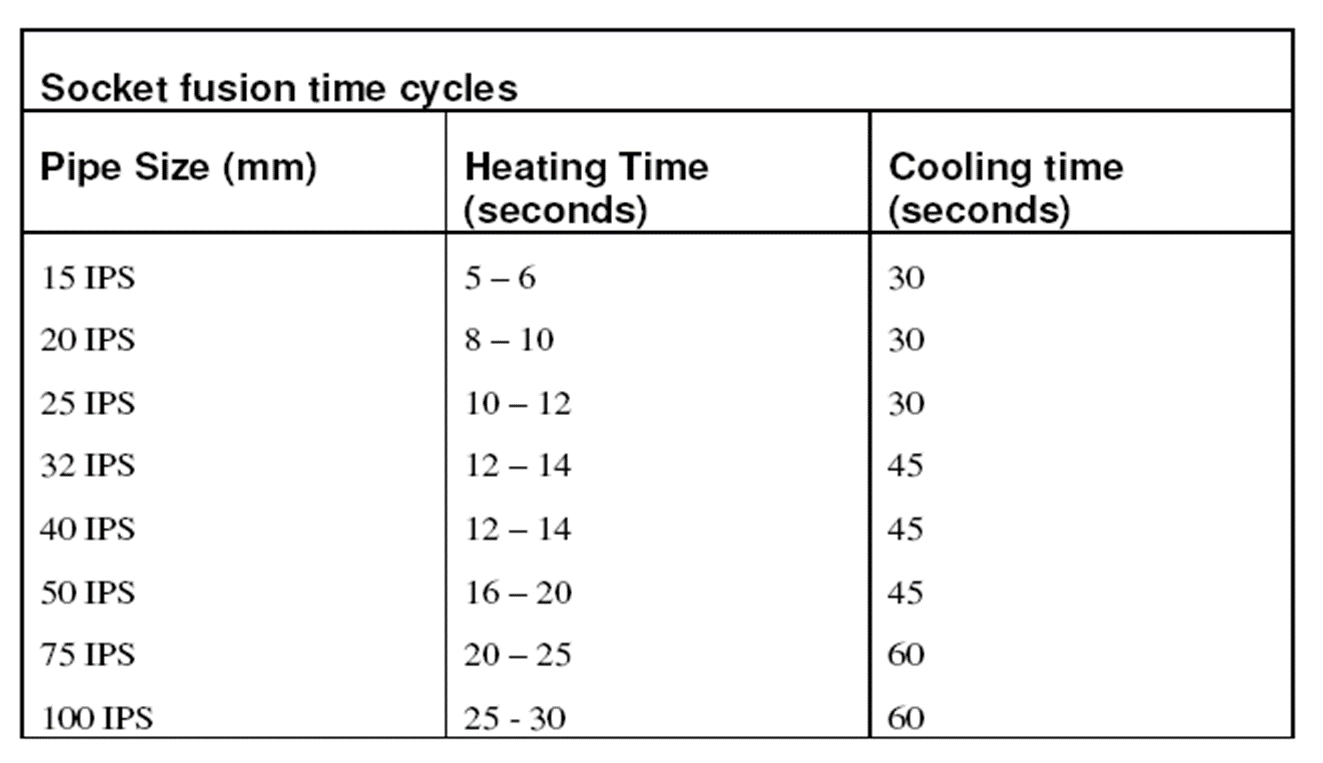 Socket fusion time cycles
Pipe Size (mm) Heating Time (seconds) Cooling time (seconds)
15 IPS 5 – 6 30
20 IPS 8 – 10 30
25 IPS 10 – 12 30
32 IPS 12 – 14 45
40 IPS 12 – 14 45
50 IPS 16 – 20 45
75 IPS 20 – 25 60
100 IPS 25 - 30 60